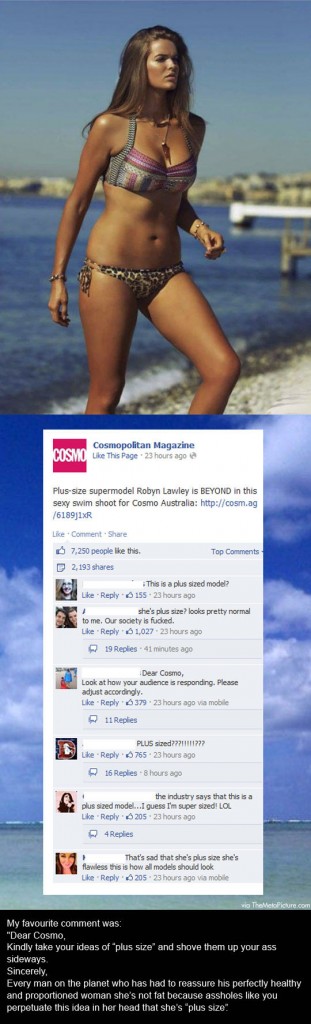 COSMO
Cosmopolitan Magazine
Like This Page · 23 hours ago
Plus-size supermodel Robyn Lawley is BEYOND in this
sexy swim shoot for Cosmo Australia: http://cosm.ag
/6189j1xR
Like · Comment · Share
7,250 people like this.
Top Comments
2,193 shares
This is a plus sized model?
Like · Reply · 155 · 23 hours ago
she's plus size? looks pretty normal
to me. Our society is fucked.
Like · Reply · 1,027 · 23 hours ago
19 Replies · 41 minutes ago
Dear Cosmo,
Look at how your audience is responding. Please
adjust accordingly.
Like · Reply · 379 · 23 hours ago via mobile
11 Replies
PLUS sized???!!!!!???
Like · Reply · 765 · 23 hours ago
16 Replies · 8 hours ago
the industry says that this is a
plus sized model...I guess I'm super sized! LOL
Like · Reply · 205 · 23 hours ago
4 Replies
That's sad that she's plus size she's
flawless this is how all models should look
Like · Reply · 205 · 23 hours ago via mobile
via TheMetaPicture.com
My favourite comment was:
"Dear Cosmo,
Kindly take your ideas of "plus size" and shove them up your ass
sideways.
Sincerely,
Every man on the planet who has had to reassure his perfectly healthy
and proportioned woman she's not fat because assholes like you
perpetuate this idea in her head that she's "plus size".